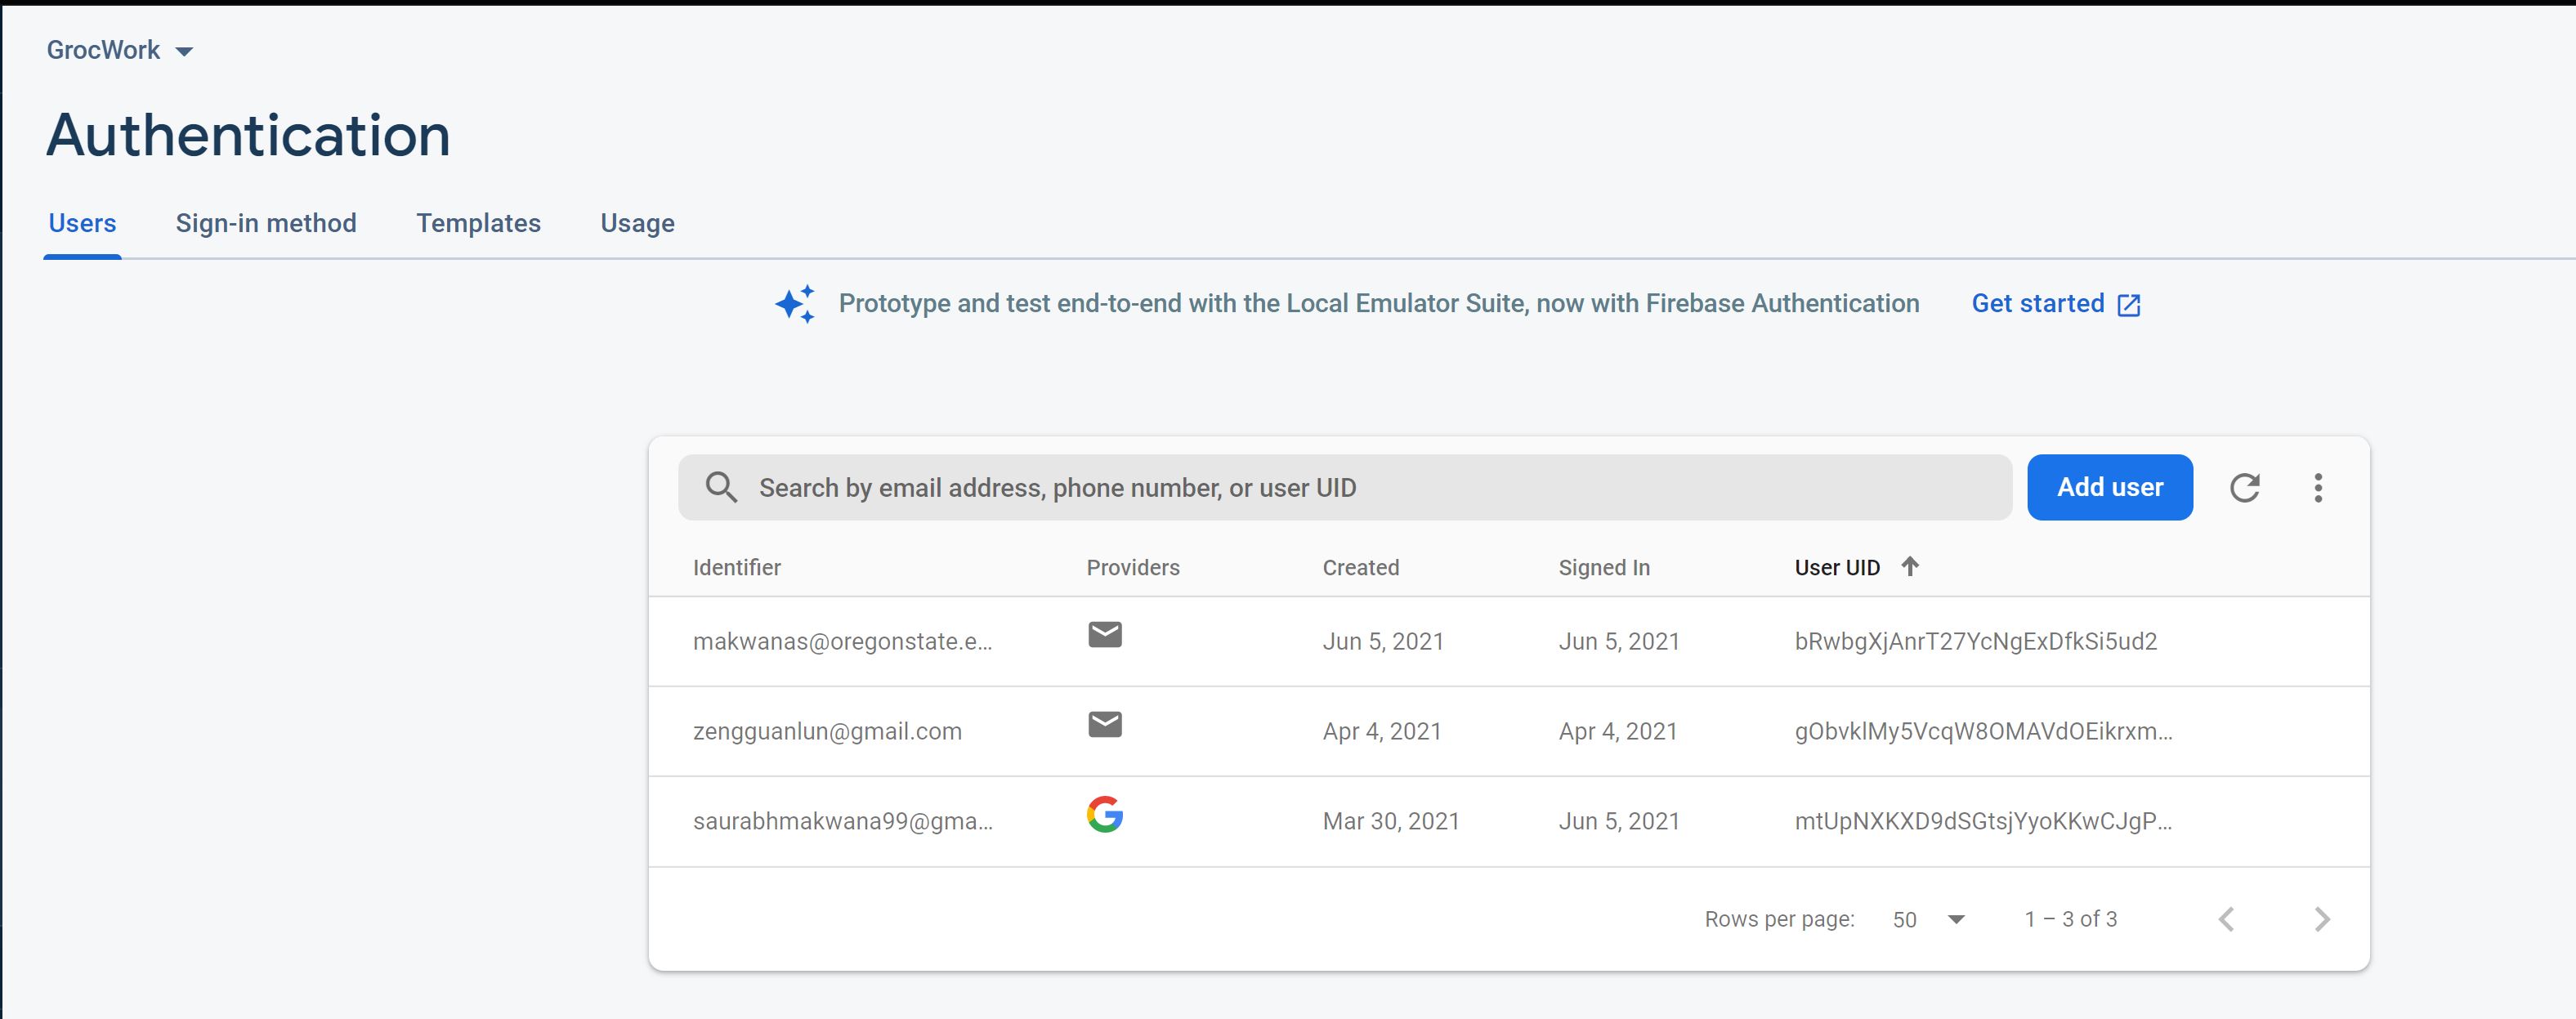 GrocWork
Authentication
Users Sign-in method Templates Usage
Prototype and test end-to-end with the Local Emulator Suite, now with Firebase Authentication Get started
Search by email address, phone number, or user UID Add user
Identifier Providers Created Signed In User UID
makwanas@oregonstate.e... Jun 5, 2021 Jun 5, 2021 bRwbgXjAnrT27YcNgExDfkSi5ud2
zengguanlun@gmail.com Apr 4, 2021 Apr 4, 2021 gObvklMy5VcqW8OMAVdOEikrxm...
saurabhmakwana99@gma... Mar 30, 2021 Jun 5, 2021 mtUpNXKXD9dSGtsjYyoKKwCJgP...
Rows per page: 50 1 – 3 of 3